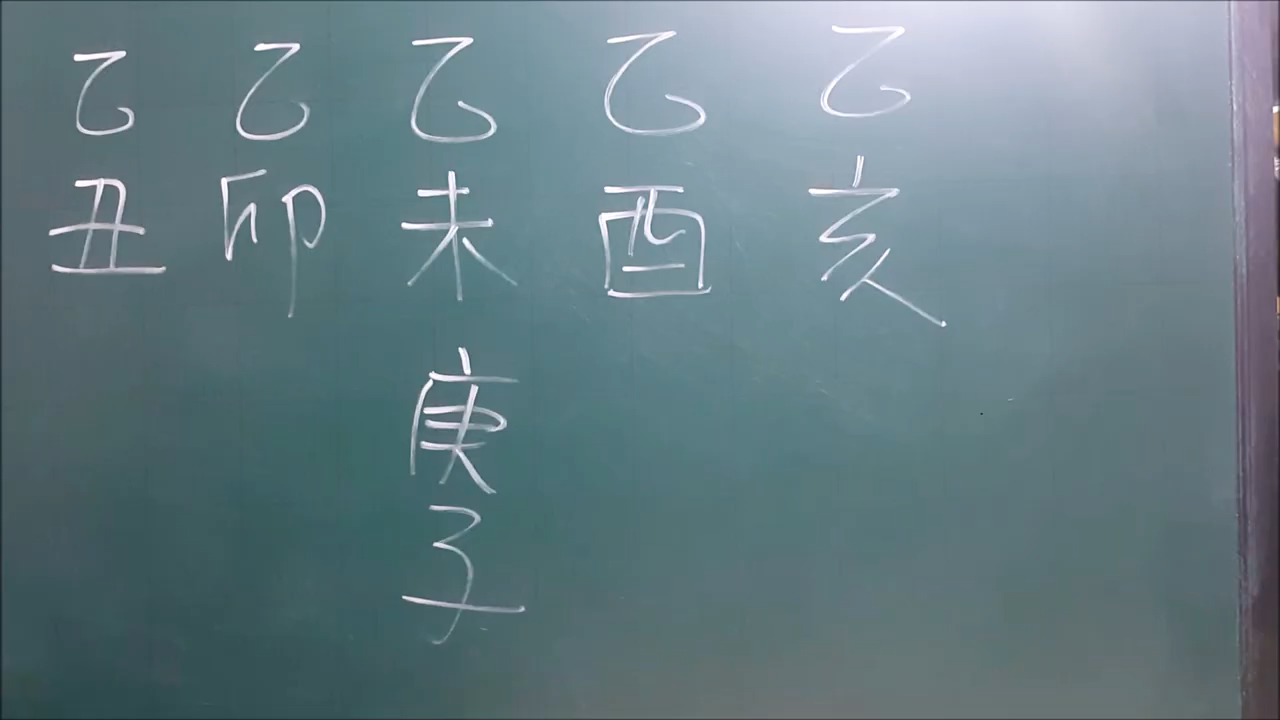 乙 乙 乙 乙 乙
丑 卯 未 酉 亥
庚
子